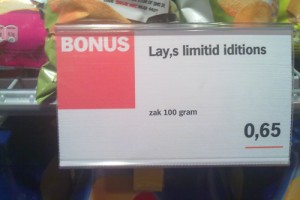 BONUS
Lay,s limitid iditions
zak 100 gram
0,65